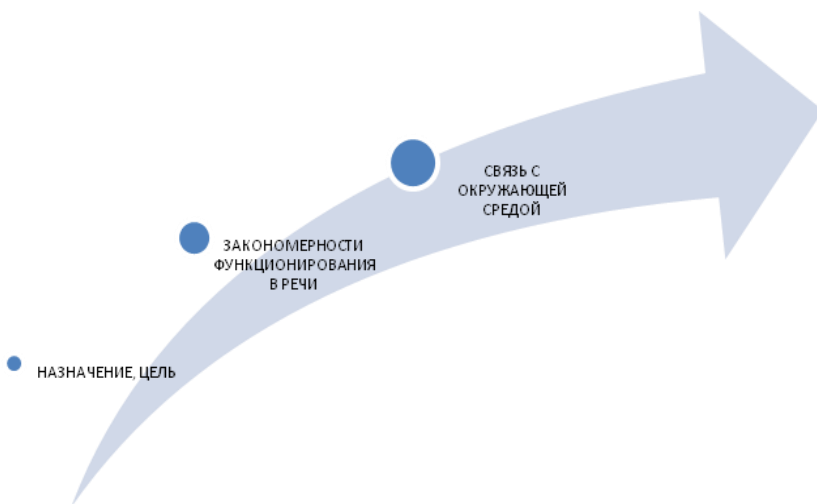 СВЯЗЬ С
ОКРУЖАЮЩЕЙ
СРЕДОЙ
ЗАКОНОМЕРНОСТИ
ФУНКЦИОНИРОВАНИЯ
В РЕЧИ
НАЗНАЧЕНИЕ, ЦЕЛЬ